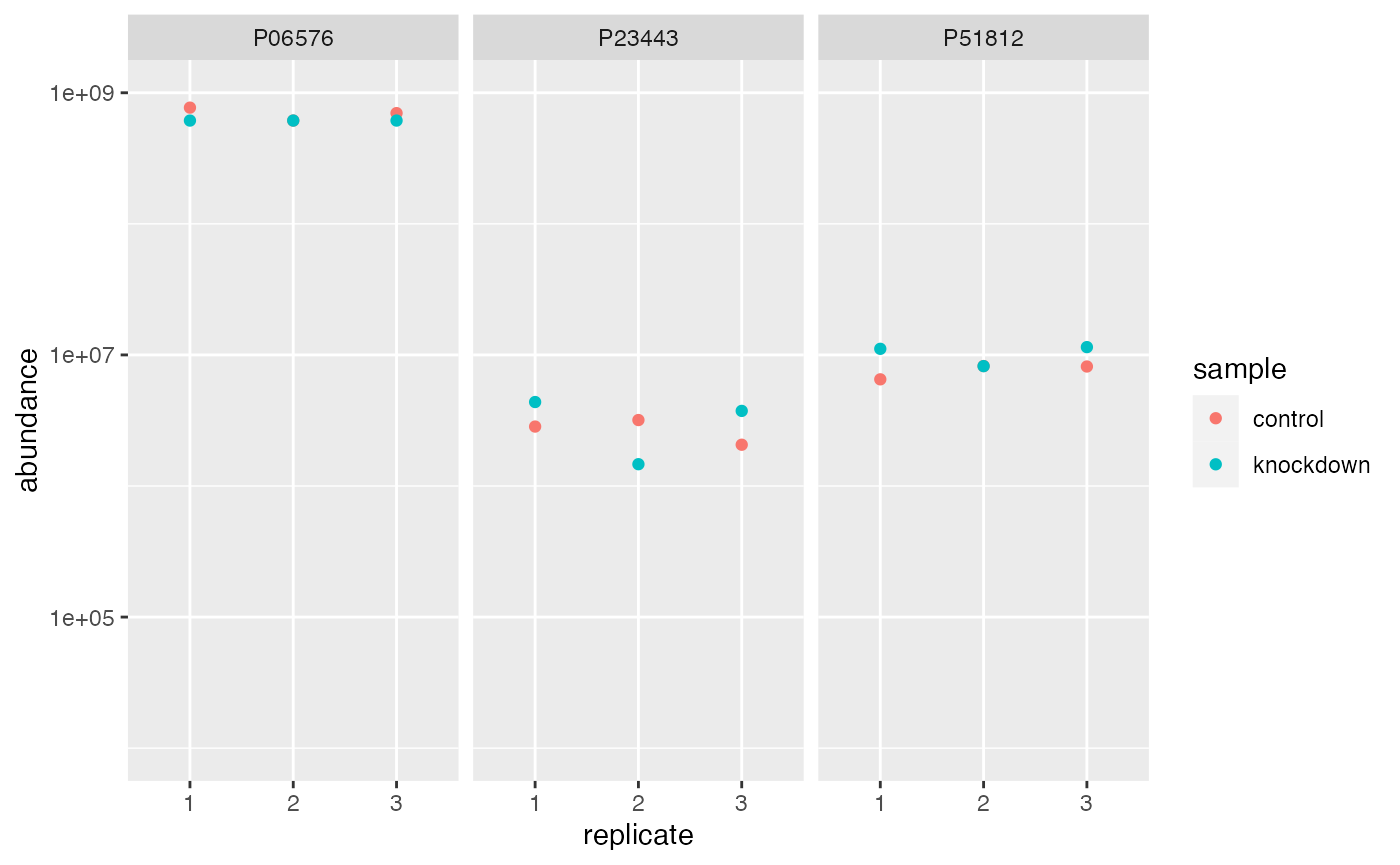 P06576 P23443 P51812
1e+09
1e+07
1e+05
abundance
1 2 3 1 2 3 1 2 3
replicate
sample
control
knockdown